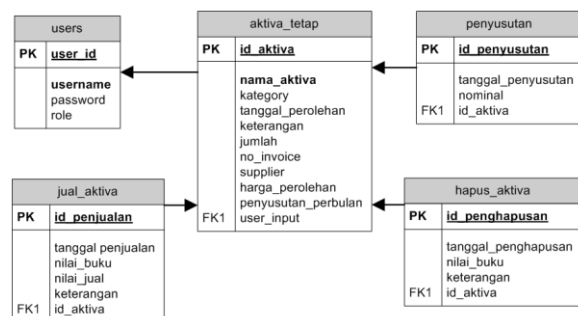 users
PK user_id
username
password
role
aktiva_tetap
PK id_aktiva
nama_aktiva
kategory
tanggal_perolehan
keterangan
jumlah
no_invoice
supplier
harga_perolehan
penyusutan_perbulan
FK1 user_input
penyusutan
PK id_penyusutan
tanggal_penyusutan
nominal
FK1 id_aktiva
jual_aktiva
PK id_penjualan
tanggal penjualan
nilai_buku
nilai_jual
keterangan
FK1 id_aktiva
hapus_aktiva
PK id_penghapusan
tanggal_penghapusan
nilai_buku
keterangan
FK1 id_aktiva